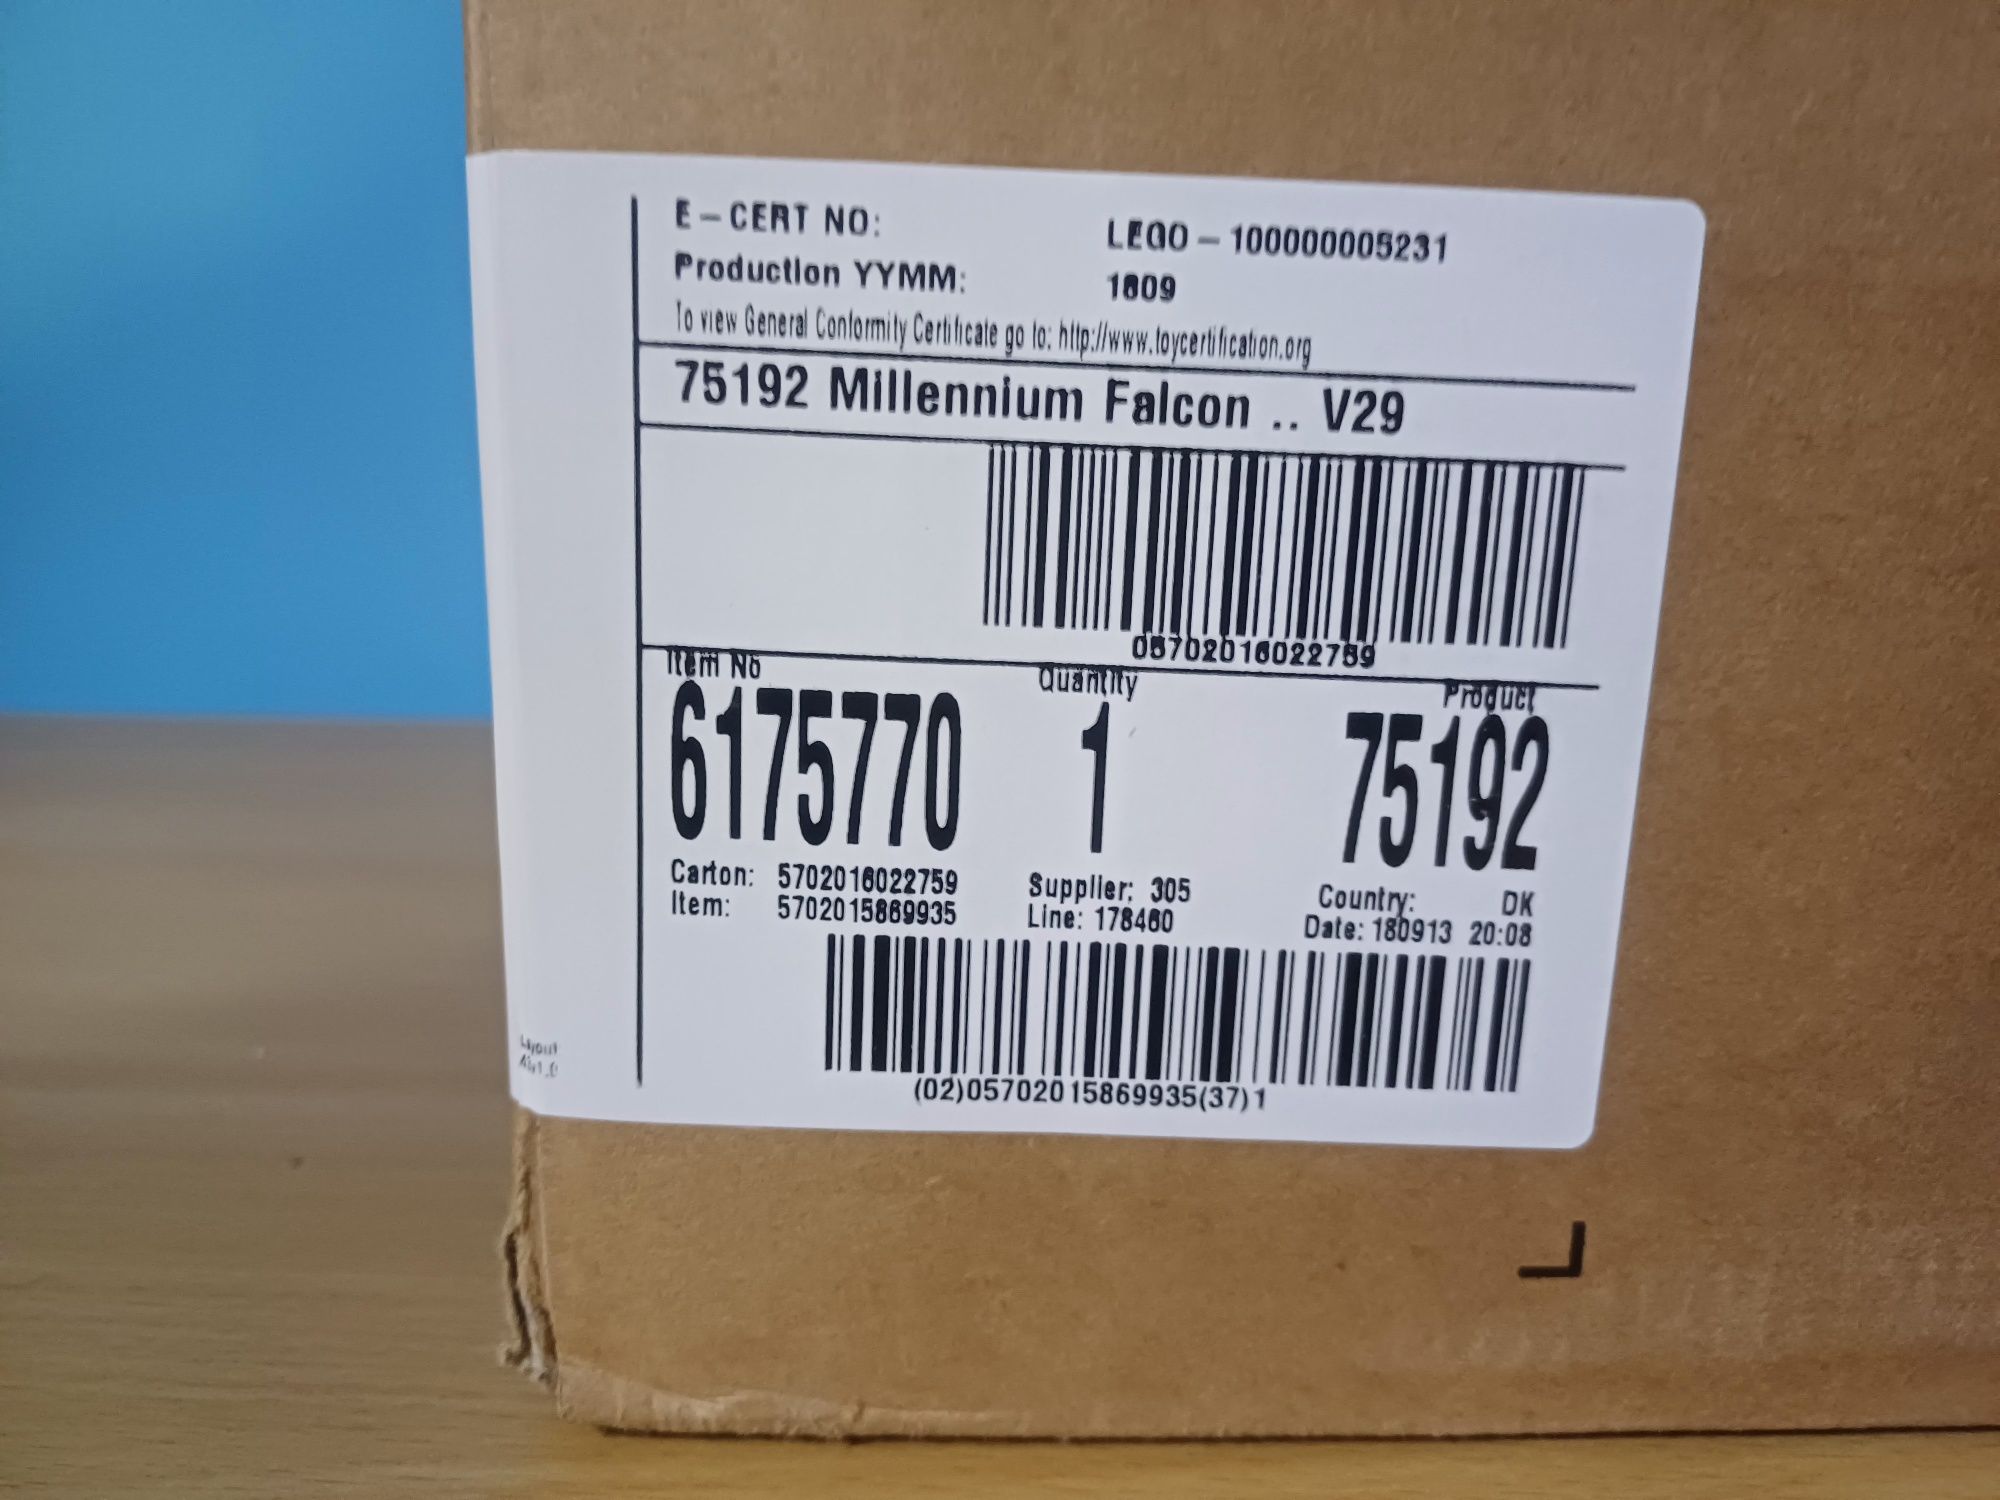 E-CERT NO: LEGO-100000005231
Production YYMM: 1809
To view General Conformity Certificate go to: http://www.toycertification.org
75192 Millennium Falcon .. V29
05702016022759
Item No Quantity Product
6175770 1 75192
Carton: 5702016022759 Supplier: 305 Country: DK
Item: 5702015869935 Line: 178460 Date: 180913 20:08
(02)05702015869935(37)1
Layout